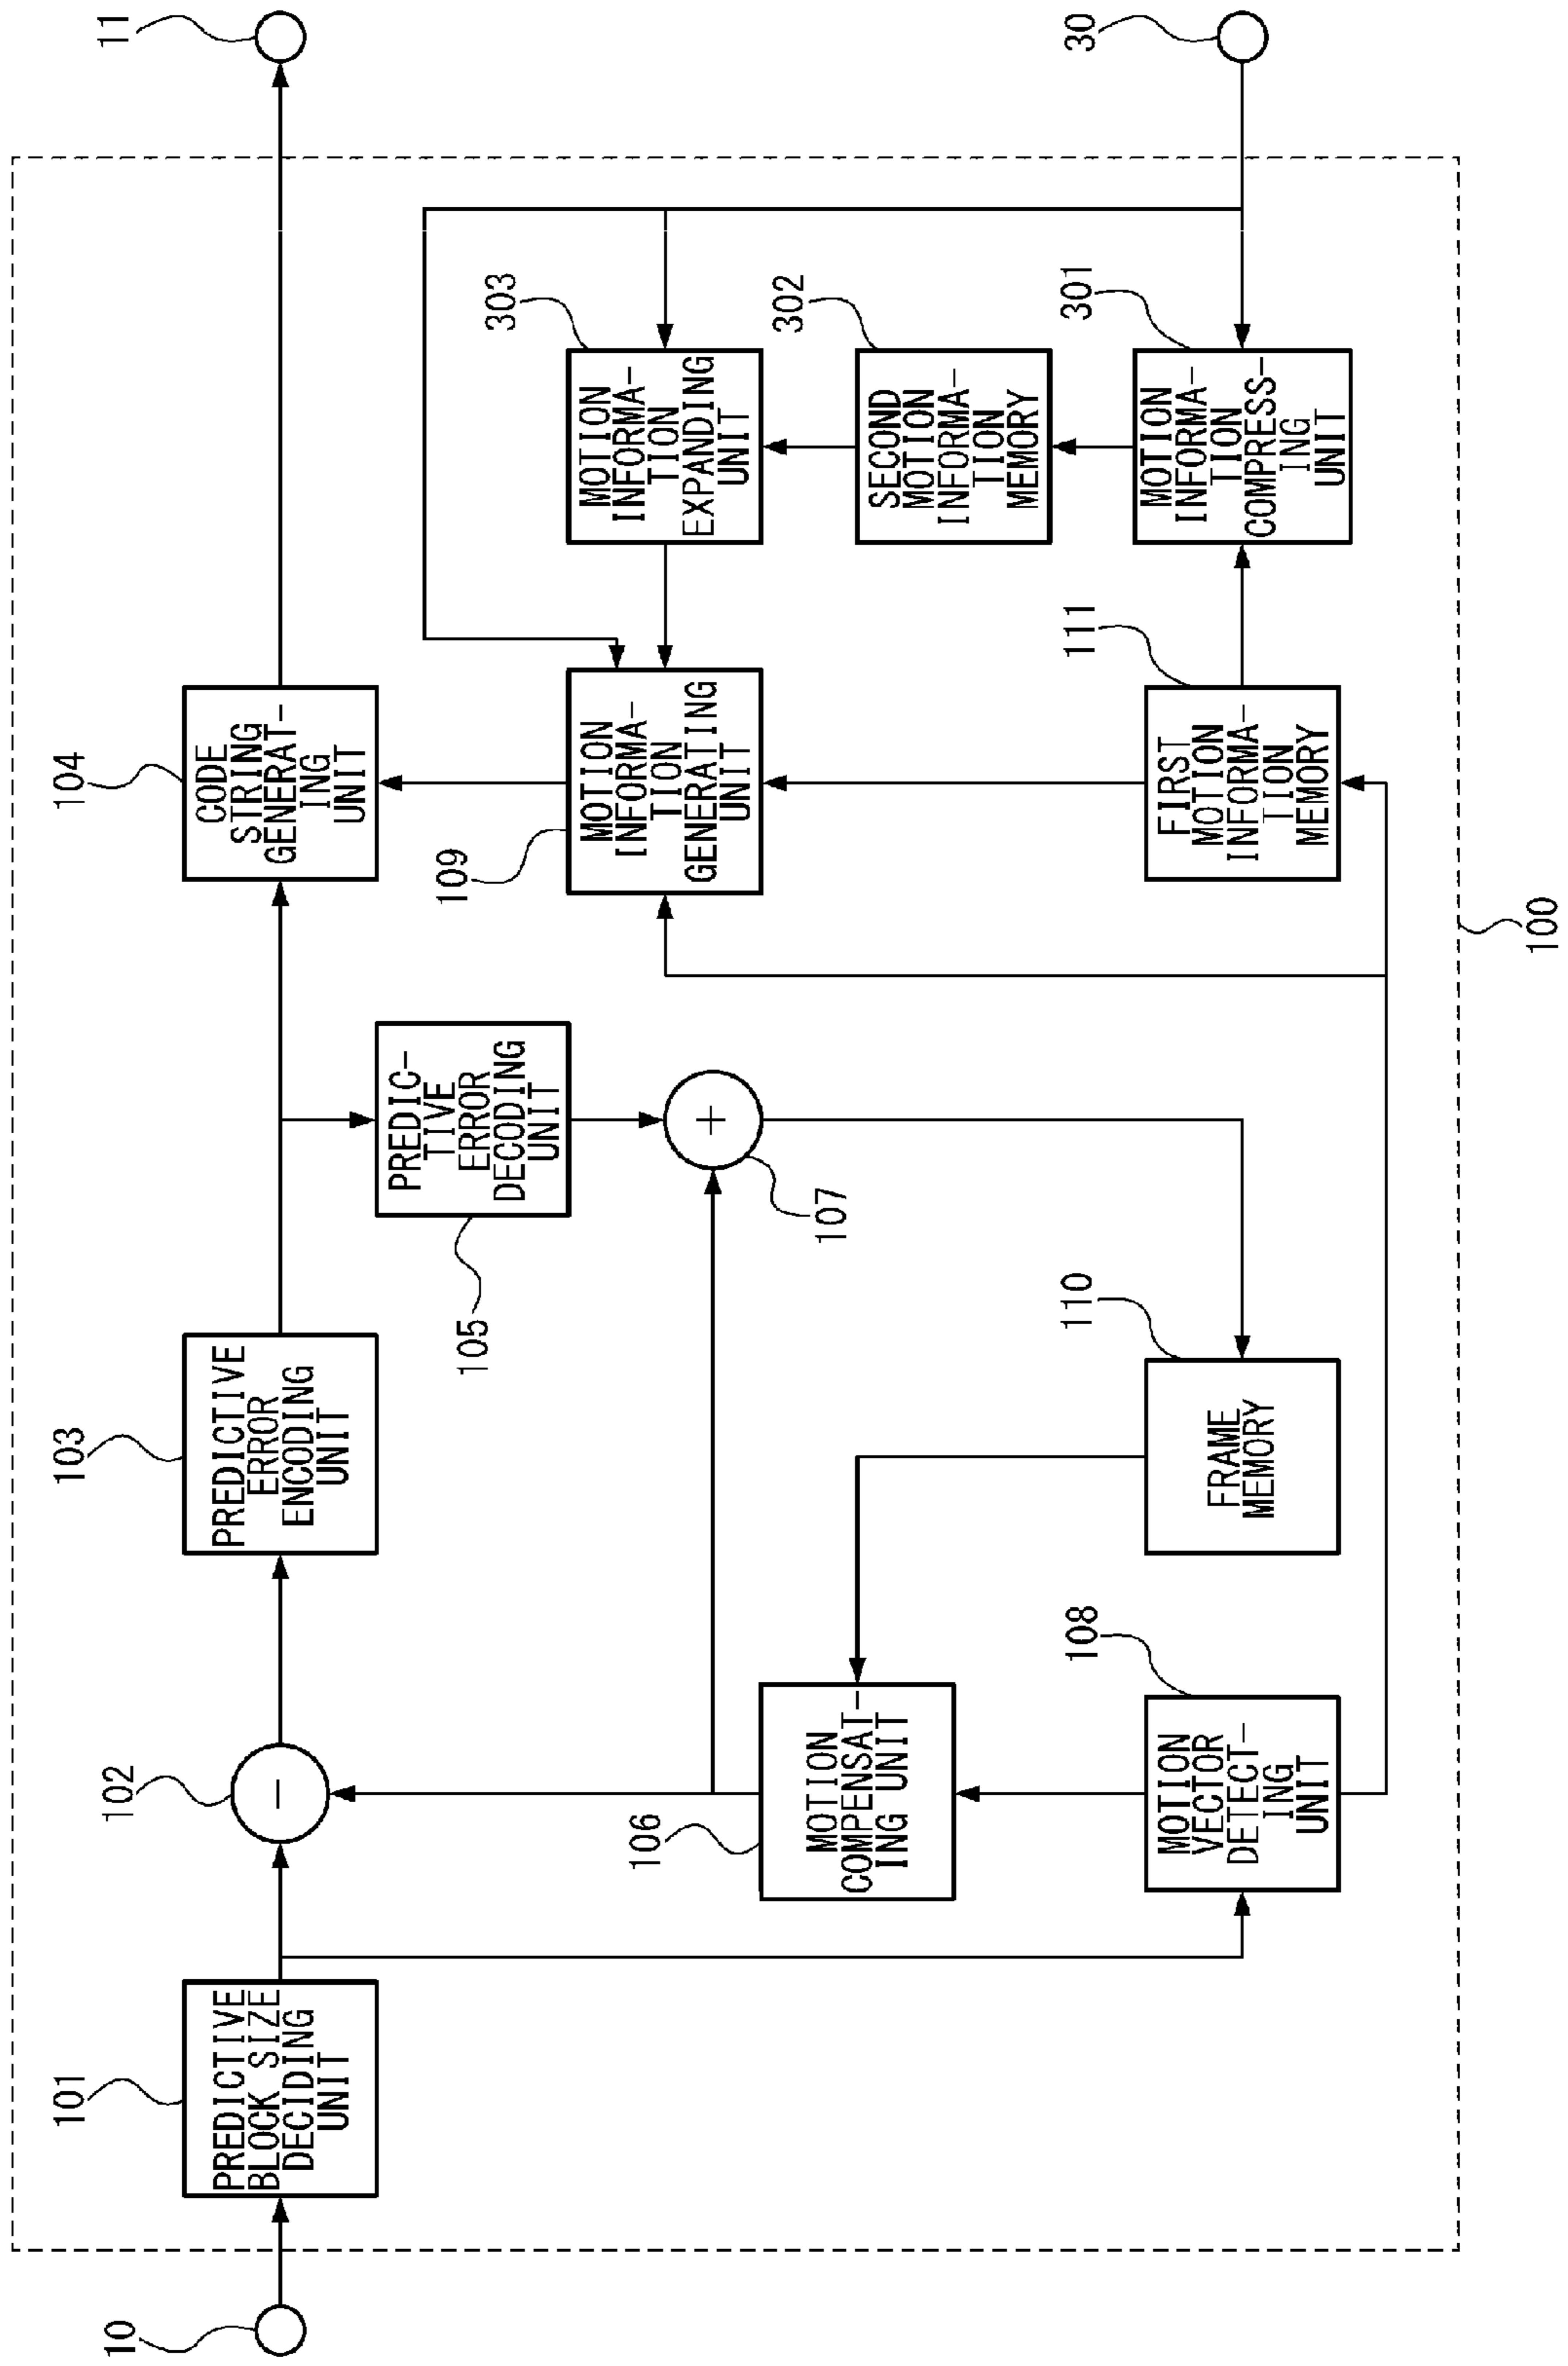 10
11
30
100
101
PREDICTIVE
BLOCK SIZE
DECIDING
UNIT
102
−
103
PREDICTIVE
ERROR
ENCODING
UNIT
104
CODE
STRING
GENERAT-
ING
UNIT
105
PREDIC-
TIVE
ERROR
DECODING
UNIT
107
+
106
MOTION
COMPENSAT-
ING UNIT
109
MOTION
INFORMA-
TION
GENERATING
UNIT
303
MOTION
INFORMA-
TION
EXPANDING
UNIT
302
SECOND
MOTION
INFORMA-
TION
MEMORY
108
MOTION
VECTOR
DETECT-
ING
UNIT
110
FRAME
MEMORY
111
FIRST
MOTION
INFORMA-
TION
MEMORY
301
MOTION
INFORMA-
TION
COMPRESS-
ING
UNIT